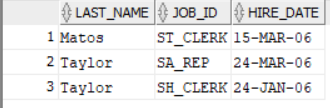 LAST_NAME JOB_ID HIRE_DATE
1 Matos ST_CLERK 15-MAR-06
2 Taylor SA_REP 24-MAR-06
3 Taylor SH_CLERK 24-JAN-06